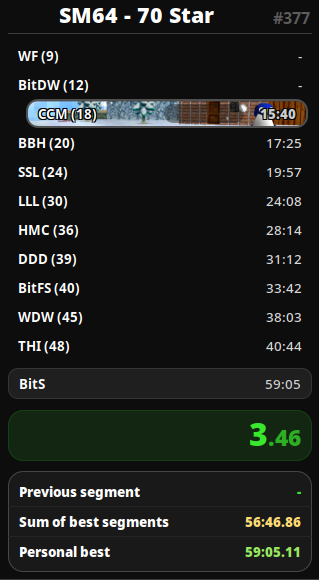 SM64 - 70 Star #377
WF (9) -
BitDW (12) -
CCM (18) 15:40
BBH (20) 17:25
SSL (24) 19:57
LLL (30) 24:08
HMC (36) 28:14
DDD (39) 31:12
BitFS (40) 33:42
WDW (45) 38:03
THI (48) 40:44
BitS 59:05
3.46
Previous segment -
Sum of best segments 56:46.86
Personal best 59:05.11